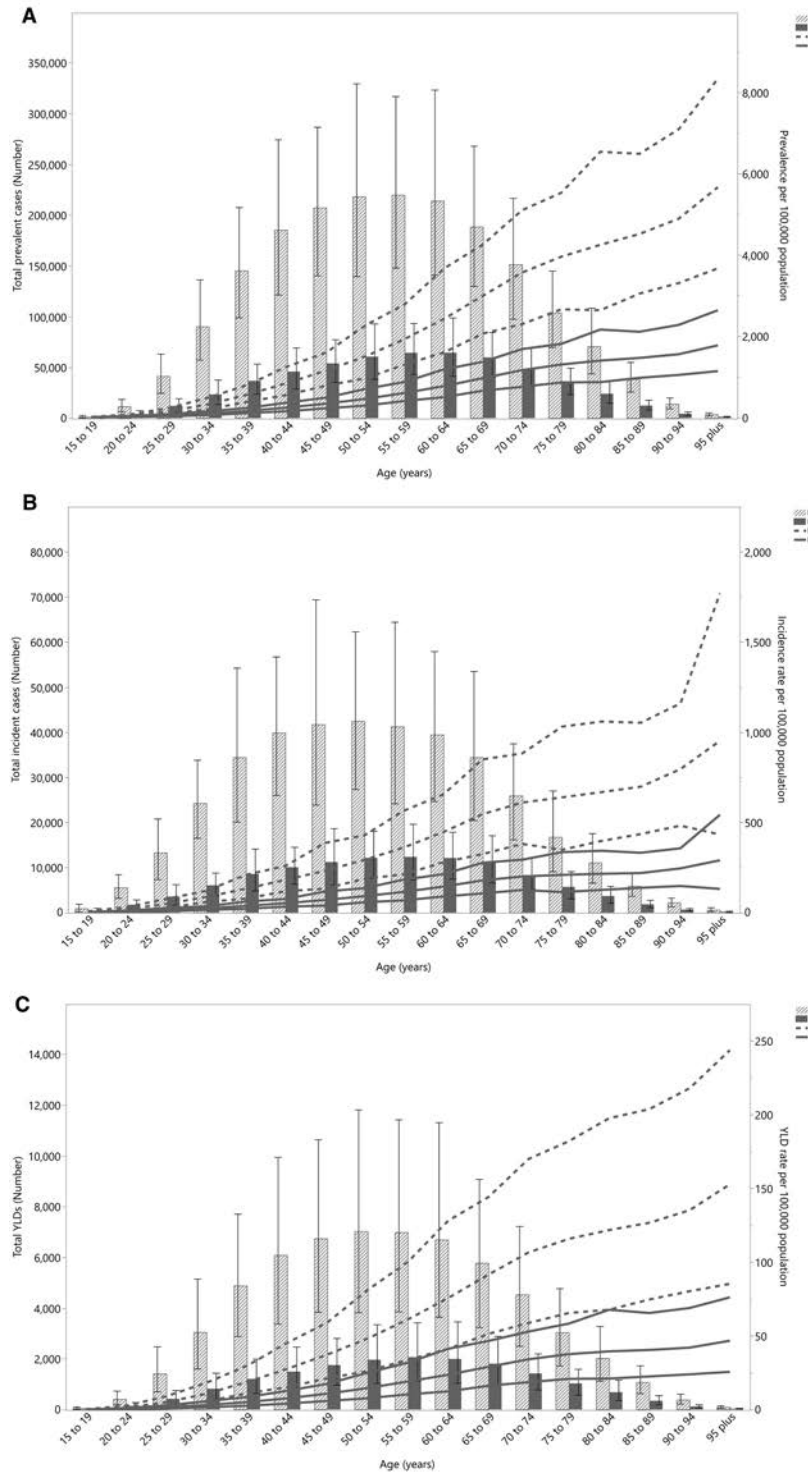 A
350,000
300,000
250,000
200,000
150,000
100,000
50,000
0
Total prevalent cases (Number)
8,000
6,000
4,000
2,000
0
Prevalence per 100,000 population
15 to 19
20 to 24
25 to 29
30 to 34
35 to 39
40 to 44
45 to 49
50 to 54
55 to 59
60 to 64
65 to 69
70 to 74
75 to 79
80 to 84
85 to 89
90 to 94
95 plus
Age (years)
B
80,000
70,000
60,000
50,000
40,000
30,000
20,000
10,000
0
Total incident cases (Number)
2,000
1,500
1,000
500
0
Incidence rate per 100,000 population
15 to 19
20 to 24
25 to 29
30 to 34
35 to 39
40 to 44
45 to 49
50 to 54
55 to 59
60 to 64
65 to 69
70 to 74
75 to 79
80 to 84
85 to 89
90 to 94
95 plus
Age (years)
C
14,000
12,000
10,000
8,000
6,000
4,000
2,000
0
Total YLDs (Number)
250
200
150
100
50
0
YLD rate per 100,000 population
15 to 19
20 to 24
25 to 29
30 to 34
35 to 39
40 to 44
45 to 49
50 to 54
55 to 59
60 to 64
65 to 69
70 to 74
75 to 79
80 to 84
85 to 89
90 to 94
95 plus
Age (years)